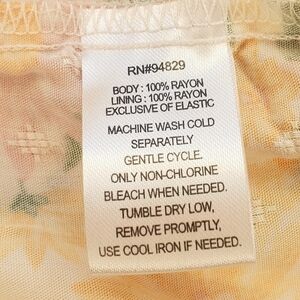 RN#94829
BODY : 100% RAYON
LINING : 100% RAYON
EXCLUSIVE OF ELASTIC
MACHINE WASH COLD
SEPARATELY
GENTLE CYCLE.
ONLY NON-CHLORINE
BLEACH WHEN NEEDED.
TUMBLE DRY LOW,
REMOVE PROMPTLY,
USE COOL IRON IF NEEDED.